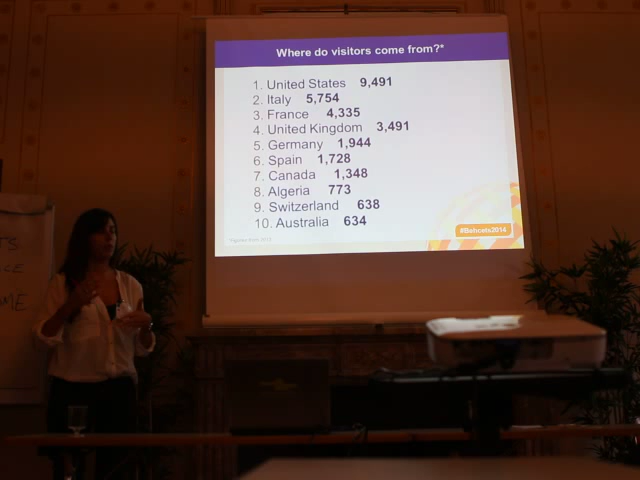 Where do visitors come from?*
1. United States 9,491
2. Italy 5,754
3. France 4,335
4. United Kingdom 3,491
5. Germany 1,944
6. Spain 1,728
7. Canada 1,348
8. Algeria 773
9. Switzerland 638
10. Australia 634
#Bobcats2014